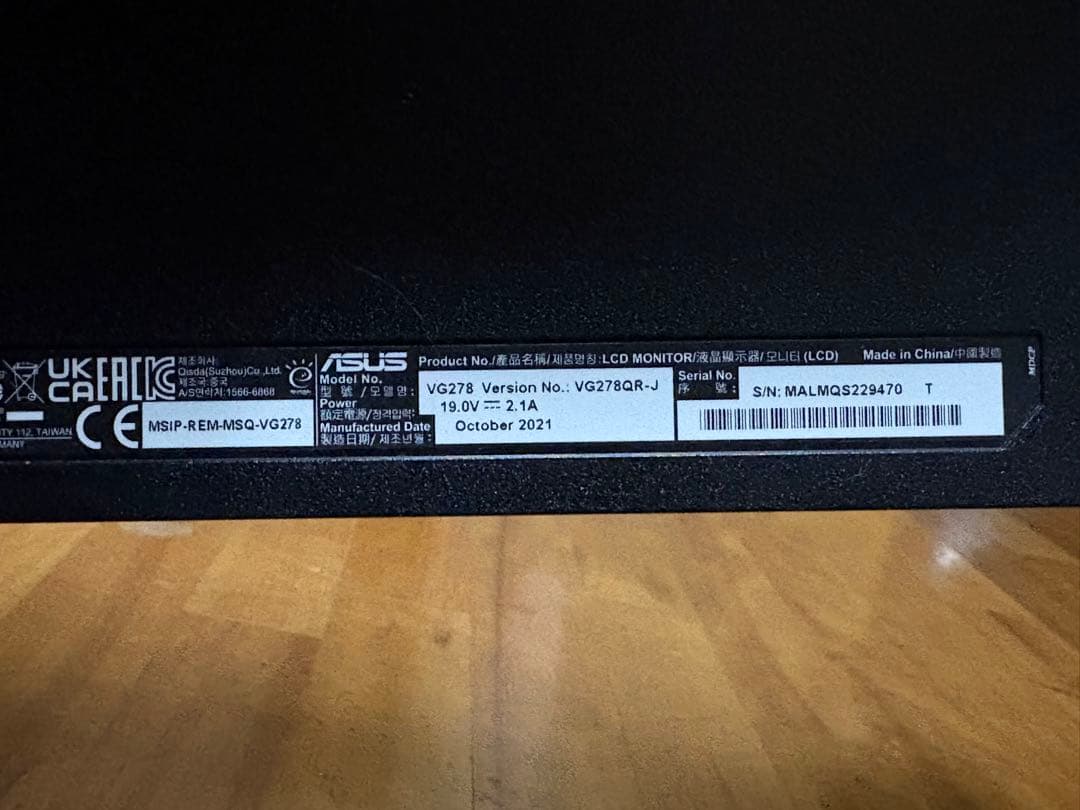 UK
CA
EAC
제조회사:
Qisda(Suzhou)Co.,Ltd.
제조국:중국
A/S연락처:1566-6868
CE
MSIP-REM-MSQ-VG278
ITY 112, TAIWAN
MANY
ASUS
Product No./產品名稱/제품명칭:LCD MONITOR/液晶顯示器/모니터 (LCD)
Made in China/中國製造
Model No.
型 號 /모델명:
VG278 Version No.: VG278QR-J
Power
額定電源/정격입력:
19.0V ⎓ 2.1A
Manufactured Date
製造日期/ 제조년월:
October 2021
Serial No.
序 號:
S/N: MALMQS229470 T